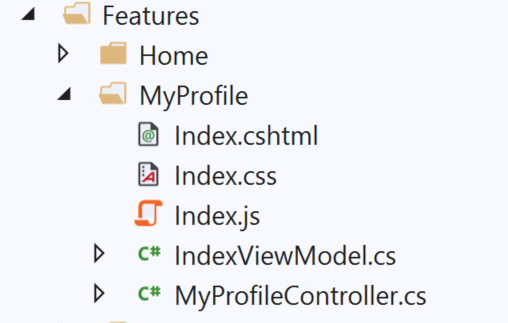 Features
Home
MyProfile
Index.cshtml
Index.css
Index.js
C# IndexViewModel.cs
C# MyProfileController.cs